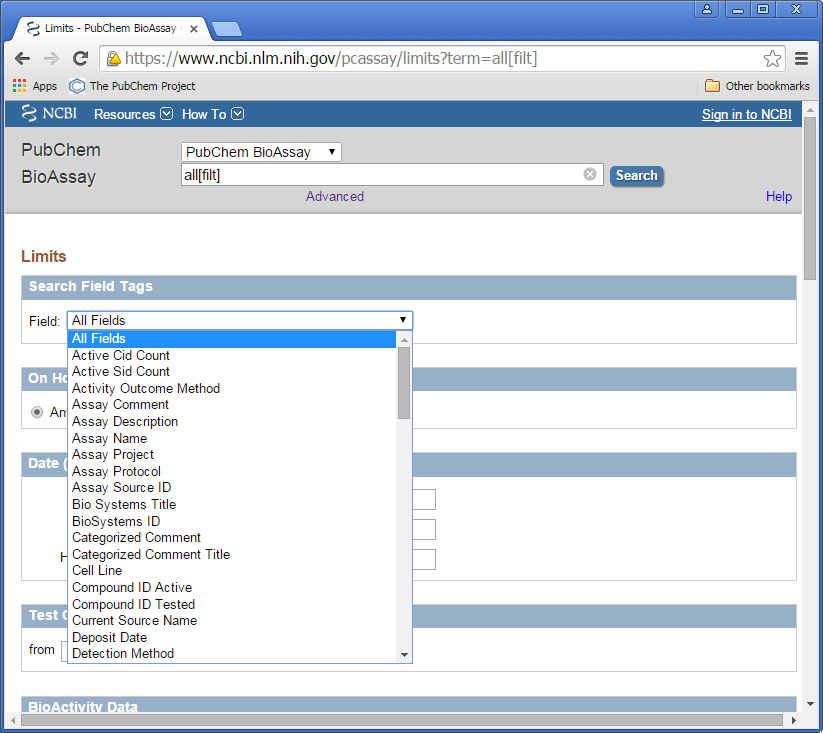 Limits - PubChem BioAssay
https://www.ncbi.nlm.nih.gov/pcassay/limits?term=all[filt]
Apps The PubChem Project Other bookmarks
NCBI Resources How To Sign in to NCBI
PubChem BioAssay
PubChem BioAssay
all[filt] Search
Advanced Help
Limits
Search Field Tags
Field: All Fields
All Fields
Active Cid Count
Active Sid Count
Activity Outcome Method
Assay Comment
Assay Description
Assay Name
Assay Project
Assay Protocol
Assay Source ID
Bio Systems Title
BioSystems ID
Categorized Comment
Categorized Comment Title
Cell Line
Compound ID Active
Compound ID Tested
Current Source Name
Deposit Date
Detection Method
On Ho
An
Date (
H
Test
from
BioActivity Data